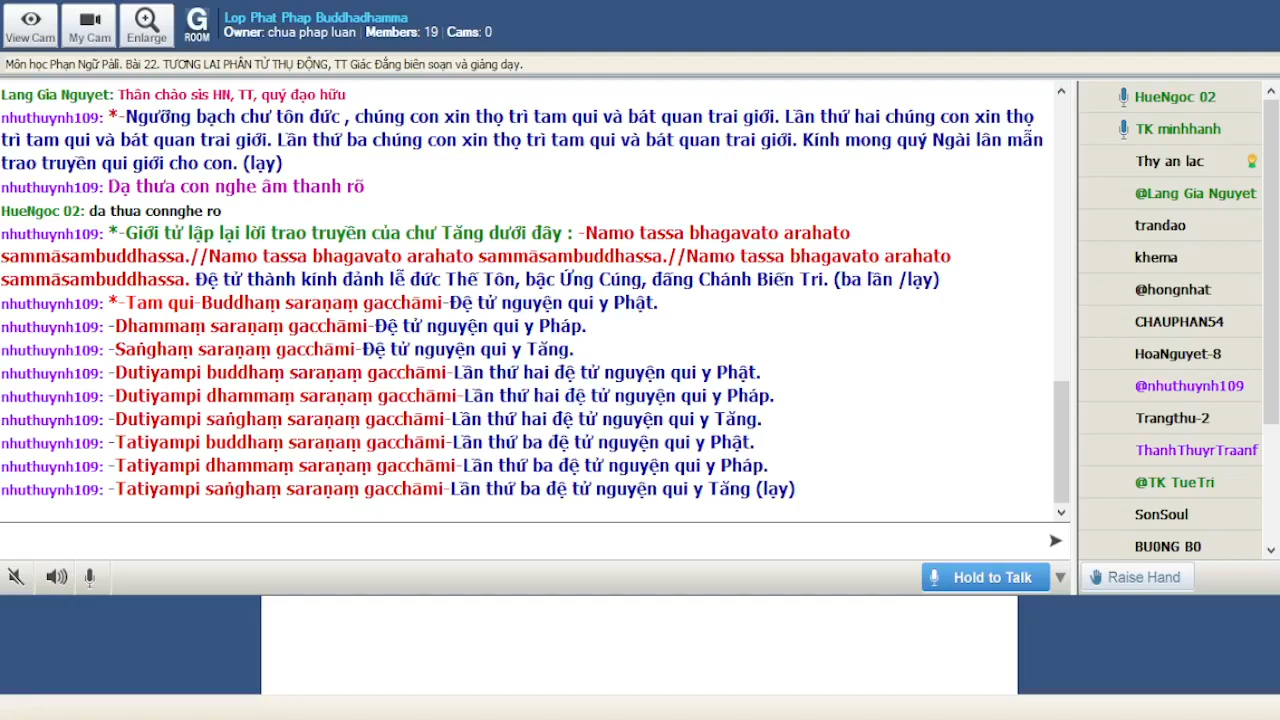 View Cam
My Cam
Enlarge
G
ROOM
Lop Phat Phap Buddhadhamma
Owner: chua phap luan | Members: 19 | Cams: 0
Môn học Phạn Ngữ Pāli. Bài 22. TƯƠNG LAI PHÂN TỪ THỤ ĐỘNG, TT Giác Đẳng biên soạn và giảng dạy.
Lang Gia Nguyet: Thân chào sis HN, TT, quý đạo hữu
nhuthuynh109: *-Ngưỡng bạch chư tôn đức , chúng con xin thọ trì tam qui và bát quan trai giới. Lần thứ hai chúng con xin thọ
trì tam qui và bát quan trai giới. Lần thứ ba chúng con xin thọ trì tam qui và bát quan trai giới. Kính mong quý Ngài lân mẫn
trao truyền qui giới cho con. (lạy)
nhuthuynh109: Dạ thưa con nghe âm thanh rõ
HueNgoc 02: da thua connghe ro
nhuthuynh109: *-Giới tử lập lại lời trao truyền của chư Tăng dưới đây : -Namo tassa bhagavato arahato
sammāsambuddhassa.//Namo tassa bhagavato arahato sammāsambuddhassa.//Namo tassa bhagavato arahato
sammāsambuddhassa. Đệ tử thành kính đảnh lễ đức Thế Tôn, bậc Ứng Cúng, đấng Chánh Biến Tri. (ba lần /lạy)
nhuthuynh109: *-Tam qui-Buddhaṃ saraṇaṃ gacchāmi-Đệ tử nguyện qui y Phật.
nhuthuynh109: -Dhammaṃ saraṇaṃ gacchāmi-Đệ tử nguyện qui y Pháp.
nhuthuynh109: -Saṅghaṃ saraṇaṃ gacchāmi-Đệ tử nguyện qui y Tăng.
nhuthuynh109: -Dutiyampi buddhaṃ saraṇaṃ gacchāmi-Lần thứ hai đệ tử nguyện qui y Phật.
nhuthuynh109: -Dutiyampi dhammaṃ saraṇaṃ gacchāmi-Lần thứ hai đệ tử nguyện qui y Pháp.
nhuthuynh109: -Dutiyampi saṅghaṃ saraṇaṃ gacchāmi-Lần thứ hai đệ tử nguyện qui y Tăng.
nhuthuynh109: -Tatiyampi buddhaṃ saraṇaṃ gacchāmi-Lần thứ ba đệ tử nguyện qui y Phật.
nhuthuynh109: -Tatiyampi dhammaṃ saraṇaṃ gacchāmi-Lần thứ ba đệ tử nguyện qui y Pháp.
nhuthuynh109: -Tatiyampi saṅghaṃ saraṇaṃ gacchāmi-Lần thứ ba đệ tử nguyện qui y Tăng (lạy)
HueNgoc 02
TK minhhanh
Thy an lac
@Lang Gia Nguyet
trandao
khema
@hongnhat
CHAUPHAN54
HoaNguyet-8
@nhuthuynh109
Trangthu-2
ThanhThuyrTraanf
@TK TueTri
SonSoul
BU0NG B0
Hold to Talk
Raise Hand